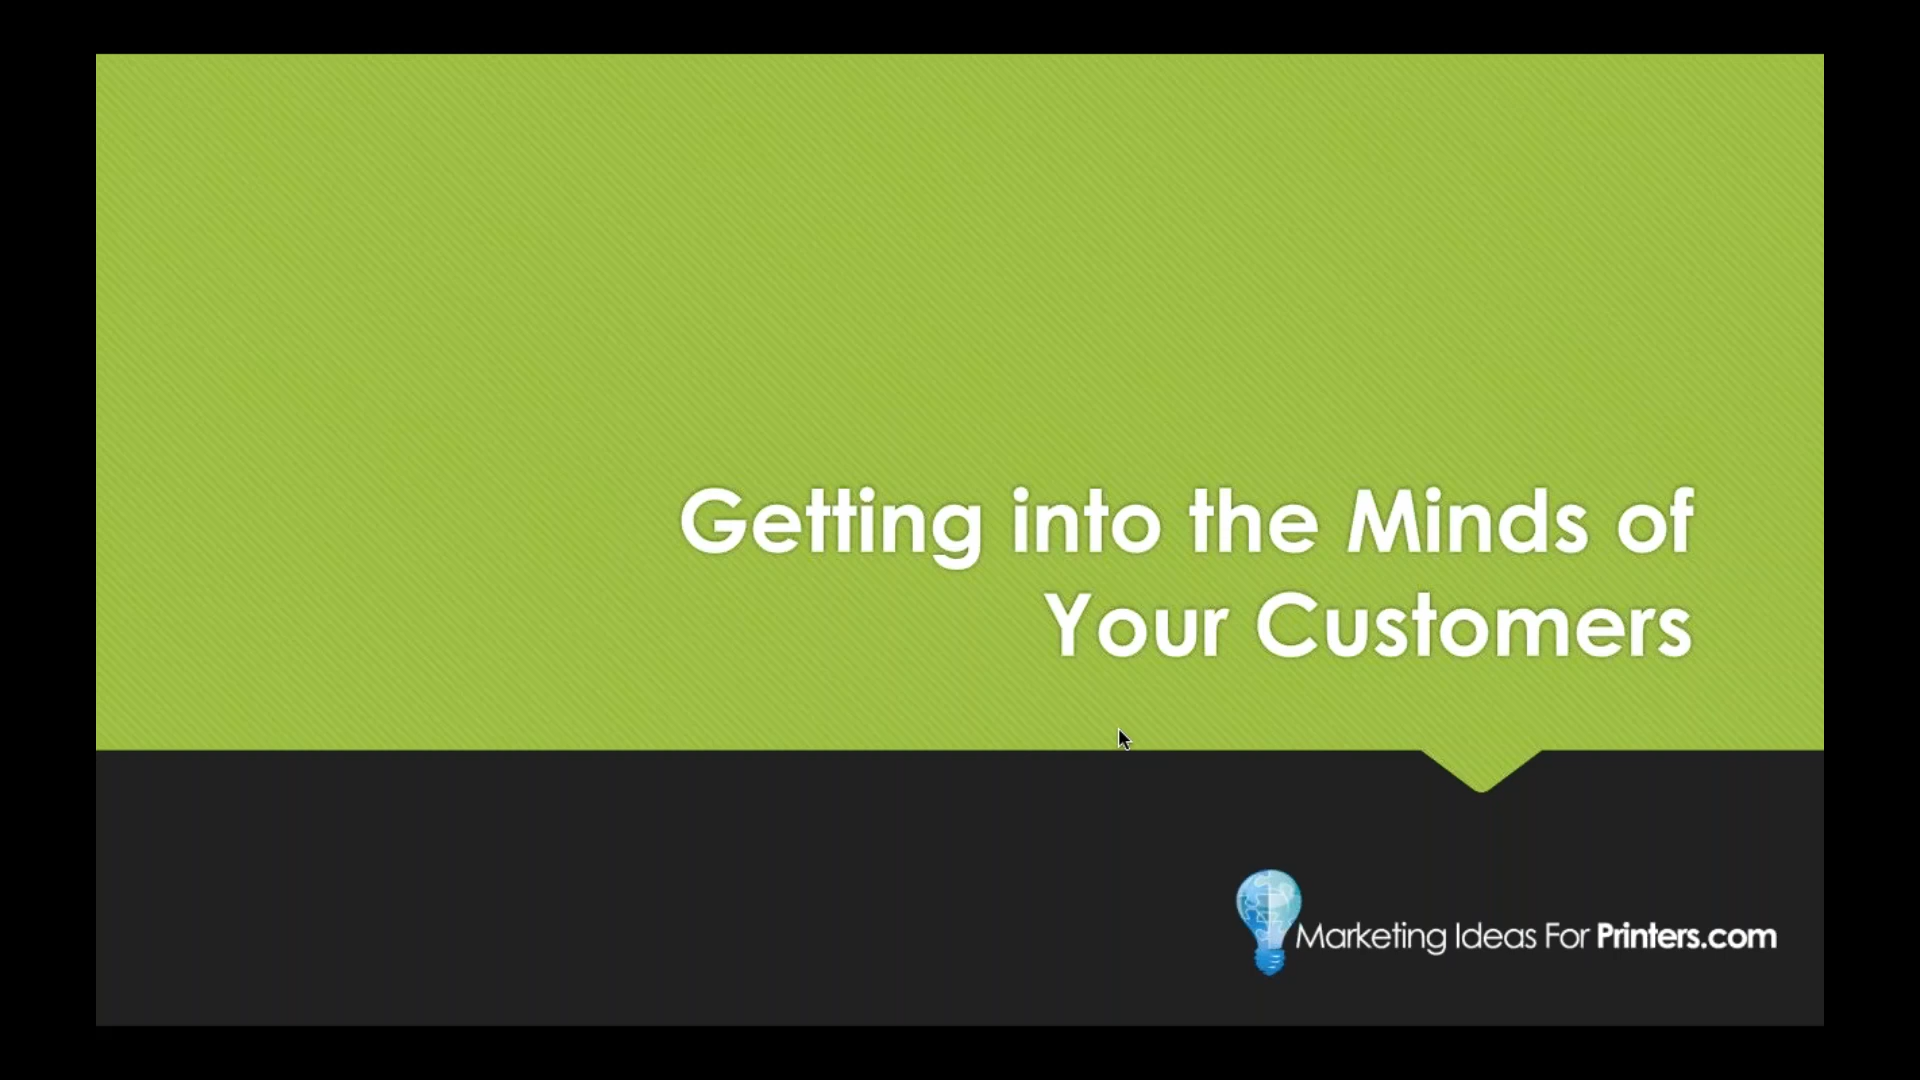 Getting into the Minds of
Your Customers
Marketing Ideas For Printers.com